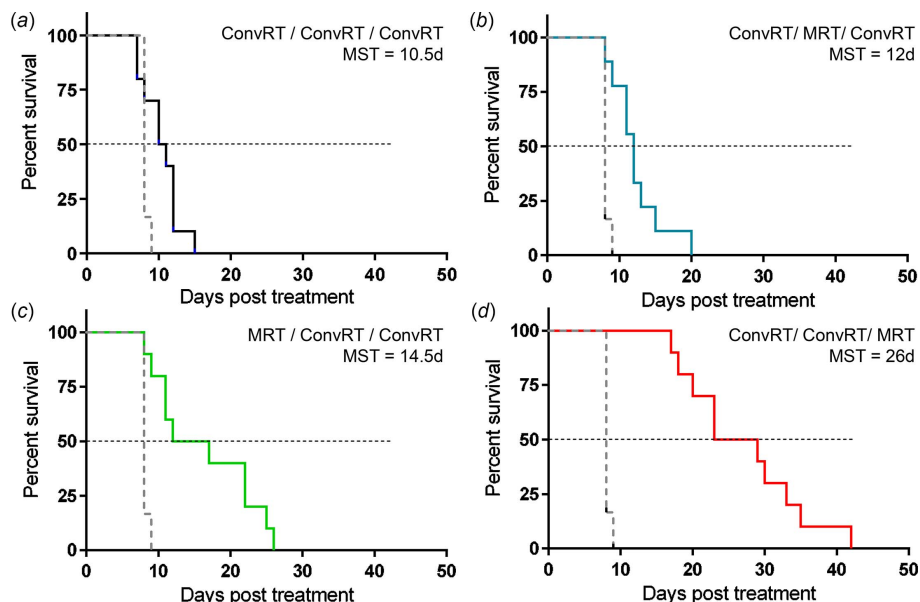 (a)
ConvRT / ConvRT / ConvRT
MST = 10.5d
Percent survival
100
75
50
25
0
0 10 20 30 40 50
Days post treatment
(b)
ConvRT/ MRT/ ConvRT
MST = 12d
Percent survival
100
75
50
25
0
0 10 20 30 40 50
Days post treatment
(c)
MRT / ConvRT / ConvRT
MST = 14.5d
Percent survival
100
75
50
25
0
0 10 20 30 40 50
Days post treatment
(d)
ConvRT/ ConvRT/ MRT
MST = 26d
Percent survival
100
75
50
25
0
0 10 20 30 40 50
Days post treatment